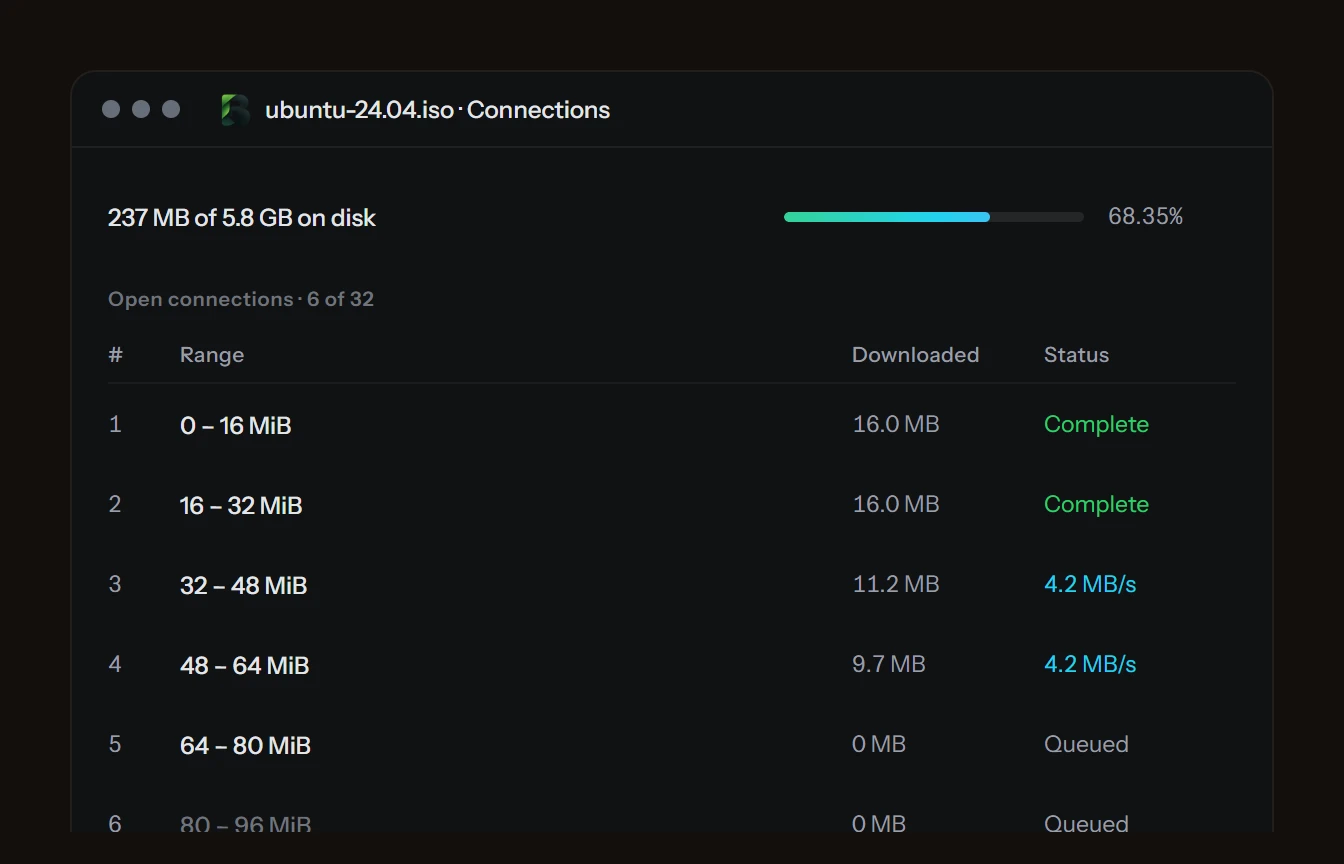 ubuntu-24.04.iso · Connections
237 MB of 5.8 GB on disk 68.35%
Open connections · 6 of 32
# Range Downloaded Status
1 0 – 16 MiB 16.0 MB Complete
2 16 – 32 MiB 16.0 MB Complete
3 32 – 48 MiB 11.2 MB 4.2 MB/s
4 48 – 64 MiB 9.7 MB 4.2 MB/s
5 64 – 80 MiB 0 MB Queued
6 80 – 96 MiB 0 MB Queued